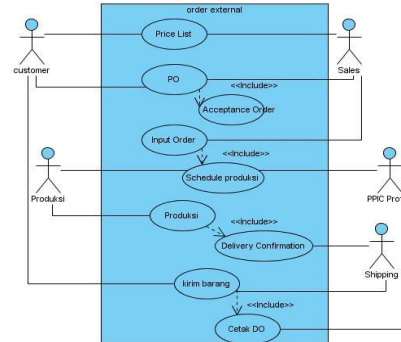 order external
Price List
customer
Sales
PO
<<Include>>
Acceptance Order
Input Order
<<Include>>
Schedule produksi
Produksi
PPIC Prot
Produksi
<<Include>>
Delivery Confirmation
Shipping
kirim barang
<<Include>>
Cetak DO